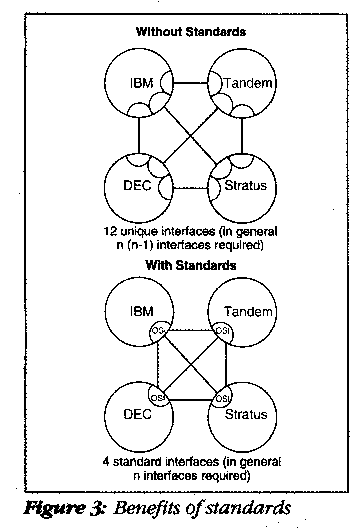 Without Standards
IBM
Tandem
DEC
Stratus
12 unique interfaces (in general
n (n-1) interfaces required)
With Standards
IBM
Tandem
OSI
OSI
OSI
OSI
DEC
Stratus
4 standard interfaces (in general
n interfaces required)
Figure 3: Benefits of standards